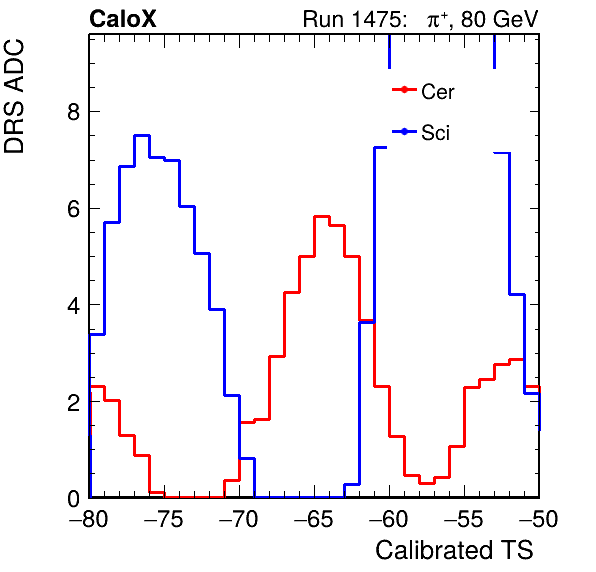 CaloX Run 1475: π⁺, 80 GeV
DRS ADC
Cer
Sci
8
6
4
2
0
−80 −75 −70 −65 −60 −55 −50
Calibrated TS